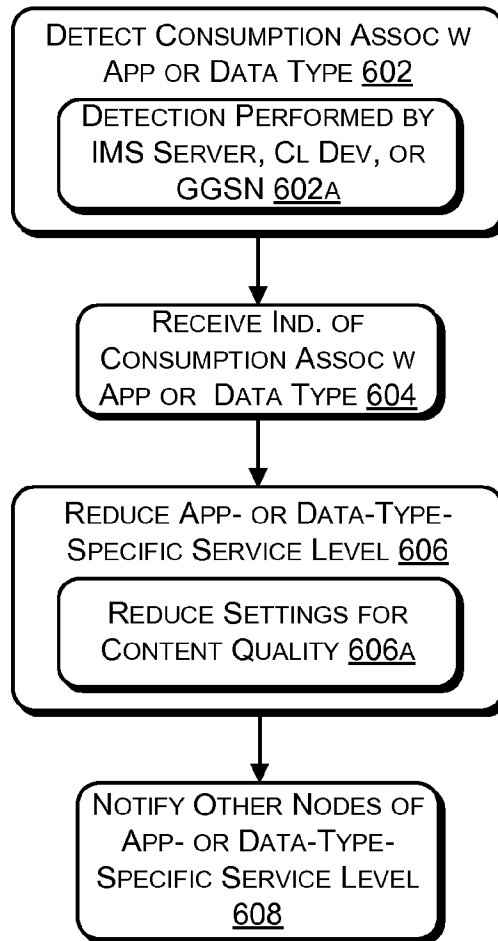 DETECT CONSUMPTION ASSOC W
APP OR DATA TYPE 602
DETECTION PERFORMED BY
IMS SERVER, CL DEV, OR
GGSN 602A
RECEIVE IND. OF
CONSUMPTION ASSOC W
APP OR DATA TYPE 604
REDUCE APP- OR DATA-TYPE-
SPECIFIC SERVICE LEVEL 606
REDUCE SETTINGS FOR
CONTENT QUALITY 606A
NOTIFY OTHER NODES OF
APP- OR DATA-TYPE-
SPECIFIC SERVICE LEVEL
608